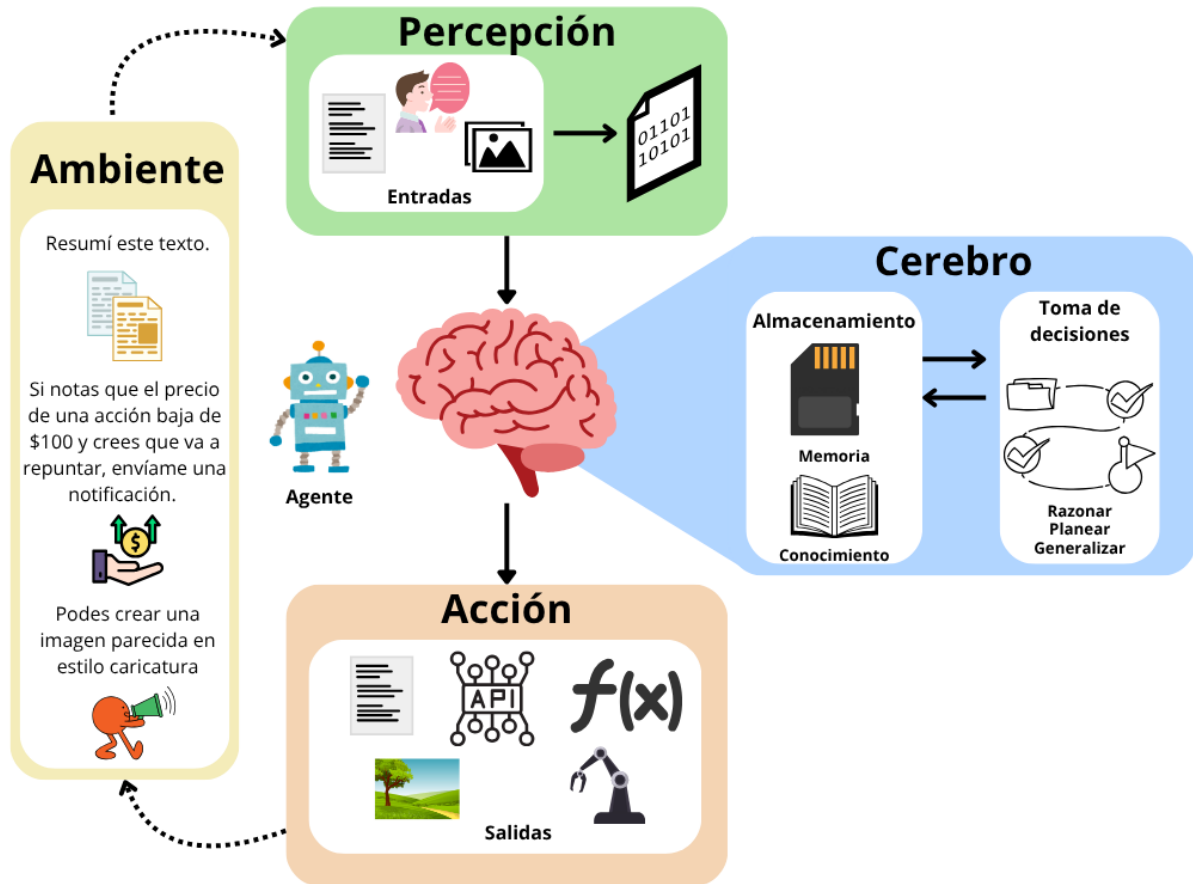 Percepción
Entradas
01101
10101
Ambiente
Resumí este texto.
Si notas que el precio
de una acción baja de
$100 y crees que va a
repuntar, envíame una
notificación.
$
Podes crear una
imagen parecida en
estilo caricatura
Agente
Cerebro
Almacenamiento
Memoria
Conocimiento
Toma de
decisiones
Razonar
Planear
Generalizar
Acción
API
f(x)
Salidas